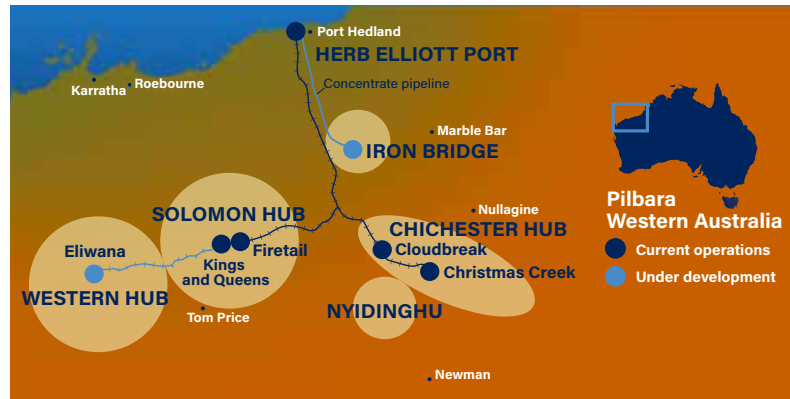 Port Hedland
HERB ELLIOTT PORT
Karratha
Roebourne
Concentrate pipeline
Marble Bar
IRON BRIDGE
SOLOMON HUB
Nullagine
CHICHESTER HUB
Eliwana
Firetail
Kings
and Queens
Cloudbreak
Christmas Creek
WESTERN HUB
Tom Price
NYIDINGHU
Newman
Pilbara
Western Australia
Current operations
Under development